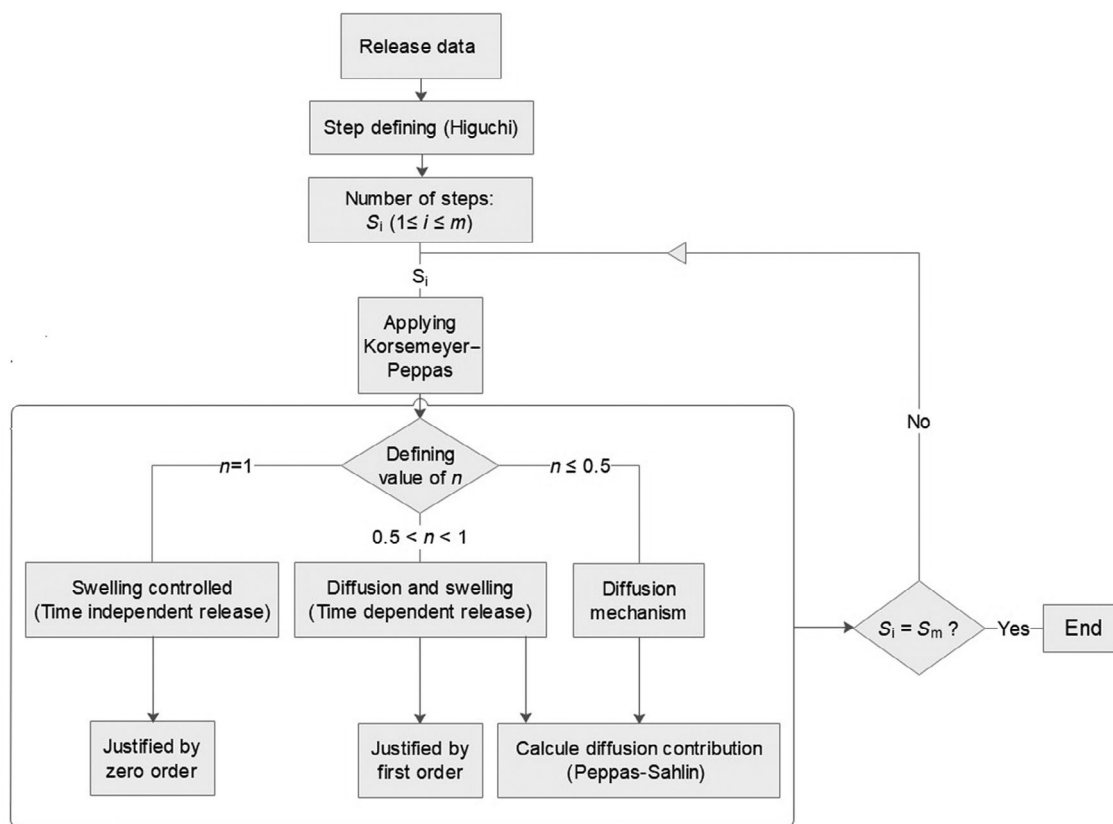 Release data
Step defining (Higuchi)
Number of steps:
Si (1≤ i ≤ m)
Si
Applying
Korsemeyer–
Peppas
No
Defining
value of n
n=1
n ≤ 0.5
0.5 < n < 1
Swelling controlled
(Time independent release)
Diffusion and swelling
(Time dependent release)
Diffusion
mechanism
Si = Sm ?
Yes
End
Justified by
zero order
Justified by
first order
Calcule diffusion contribution
(Peppas-Sahlin)